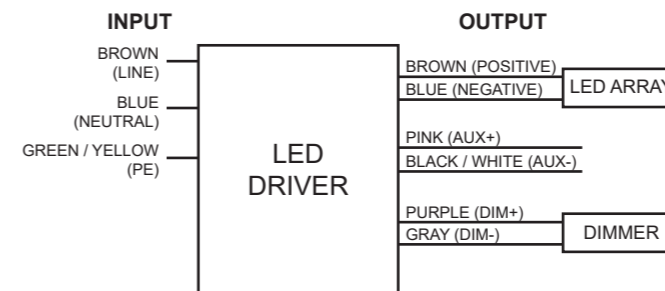 INPUT
OUTPUT
BROWN
(LINE)
BLUE
(NEUTRAL)
GREEN / YELLOW
(PE)
LED
DRIVER
BROWN (POSITIVE)
BLUE (NEGATIVE)
LED ARRAY
PINK (AUX+)
BLACK / WHITE (AUX-)
PURPLE (DIM+)
GRAY (DIM-)
DIMMER